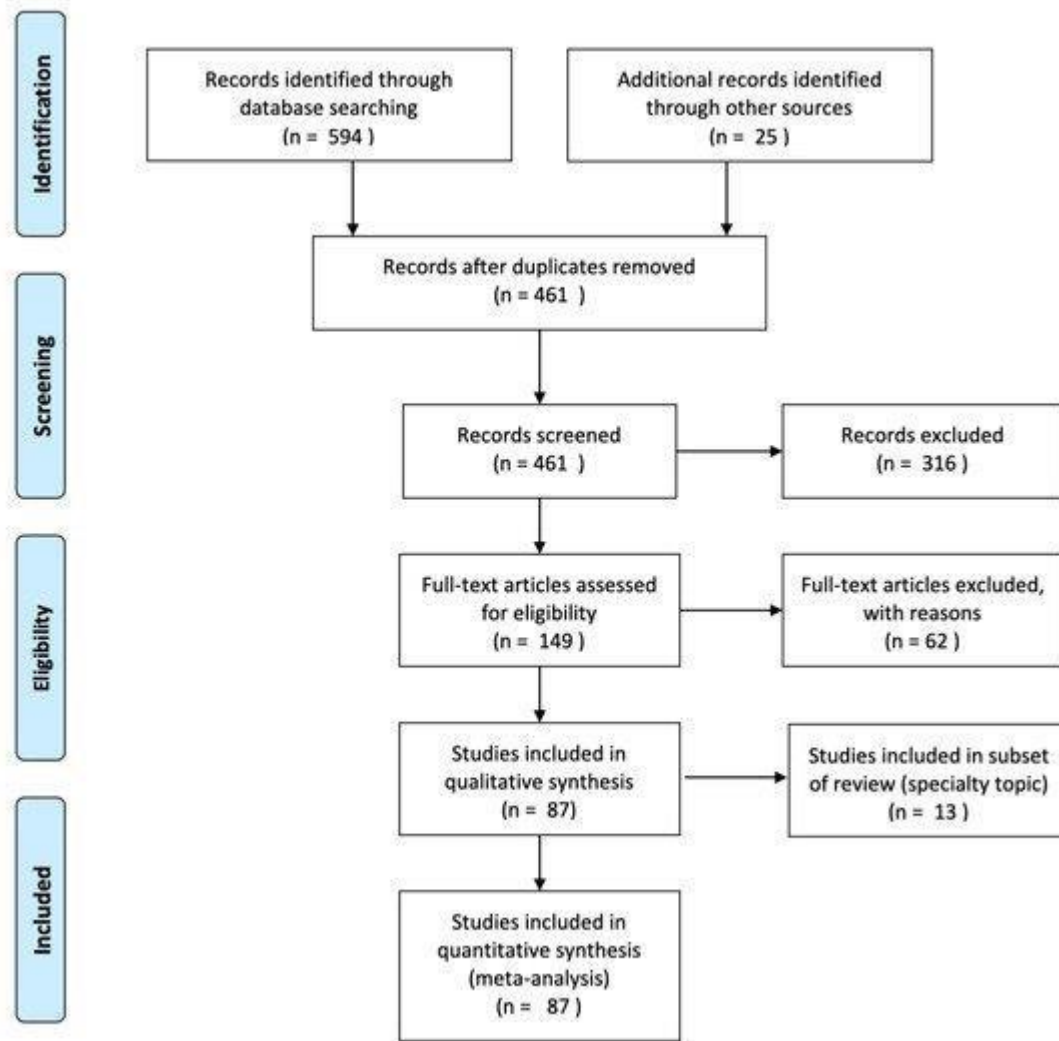 Identification
Records identified through
database searching
(n = 594 )
Additional records identified
through other sources
(n = 25 )
Records after duplicates removed
(n = 461 )
Screening
Records screened
(n = 461 )
Records excluded
(n = 316 )
Eligibility
Full-text articles assessed
for eligibility
(n = 149 )
Full-text articles excluded,
with reasons
(n = 62 )
Studies included in
qualitative synthesis
(n = 87)
Studies included in subset
of review (specialty topic)
(n = 13 )
Included
Studies included in
quantitative synthesis
(meta-analysis)
(n = 87 )